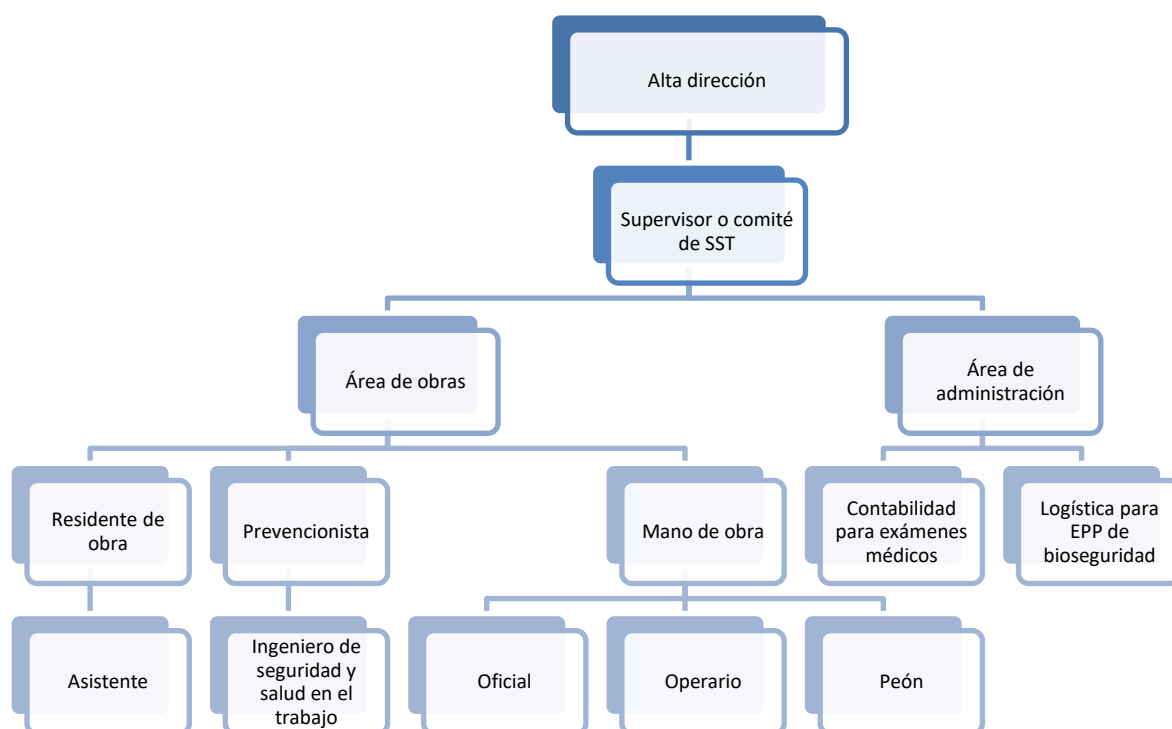 Alta dirección
Supervisor o comité
de SST
Área de obras
Área de
administración
Residente de
obra
Prevencionista
Mano de obra
Contabilidad
para exámenes
médicos
Logística para
EPP de
bioseguridad
Asistente
Ingeniero de
seguridad y
salud en el
trabajo
Oficial
Operario
Peón